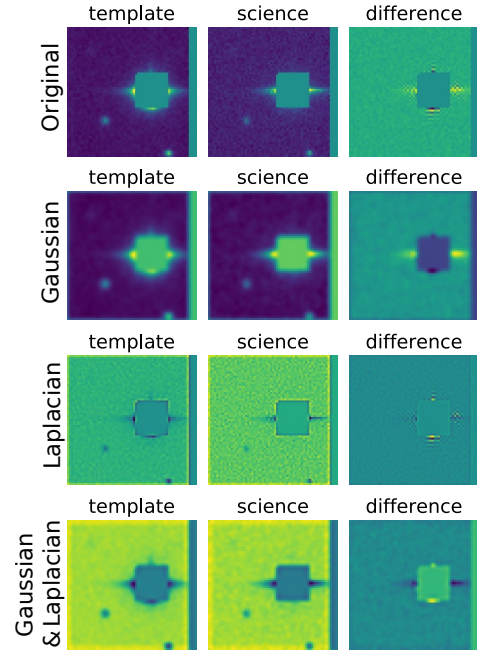 template science difference
Original
template science difference
Gaussian
template science difference
Laplacian
template science difference
Gaussian
& Laplacian